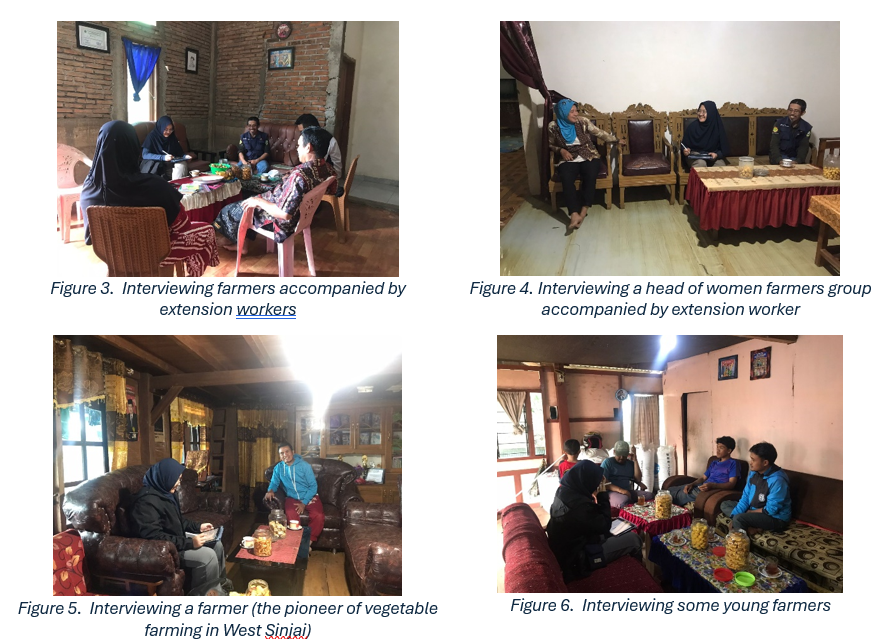 Figure 3. Interviewing farmers accompanied by
extension workers
Figure 4. Interviewing a head of women farmers group
accompanied by extension worker
Figure 5. Interviewing a farmer (the pioneer of vegetable
farming in West Sinjai)
Figure 6. Interviewing some young farmers